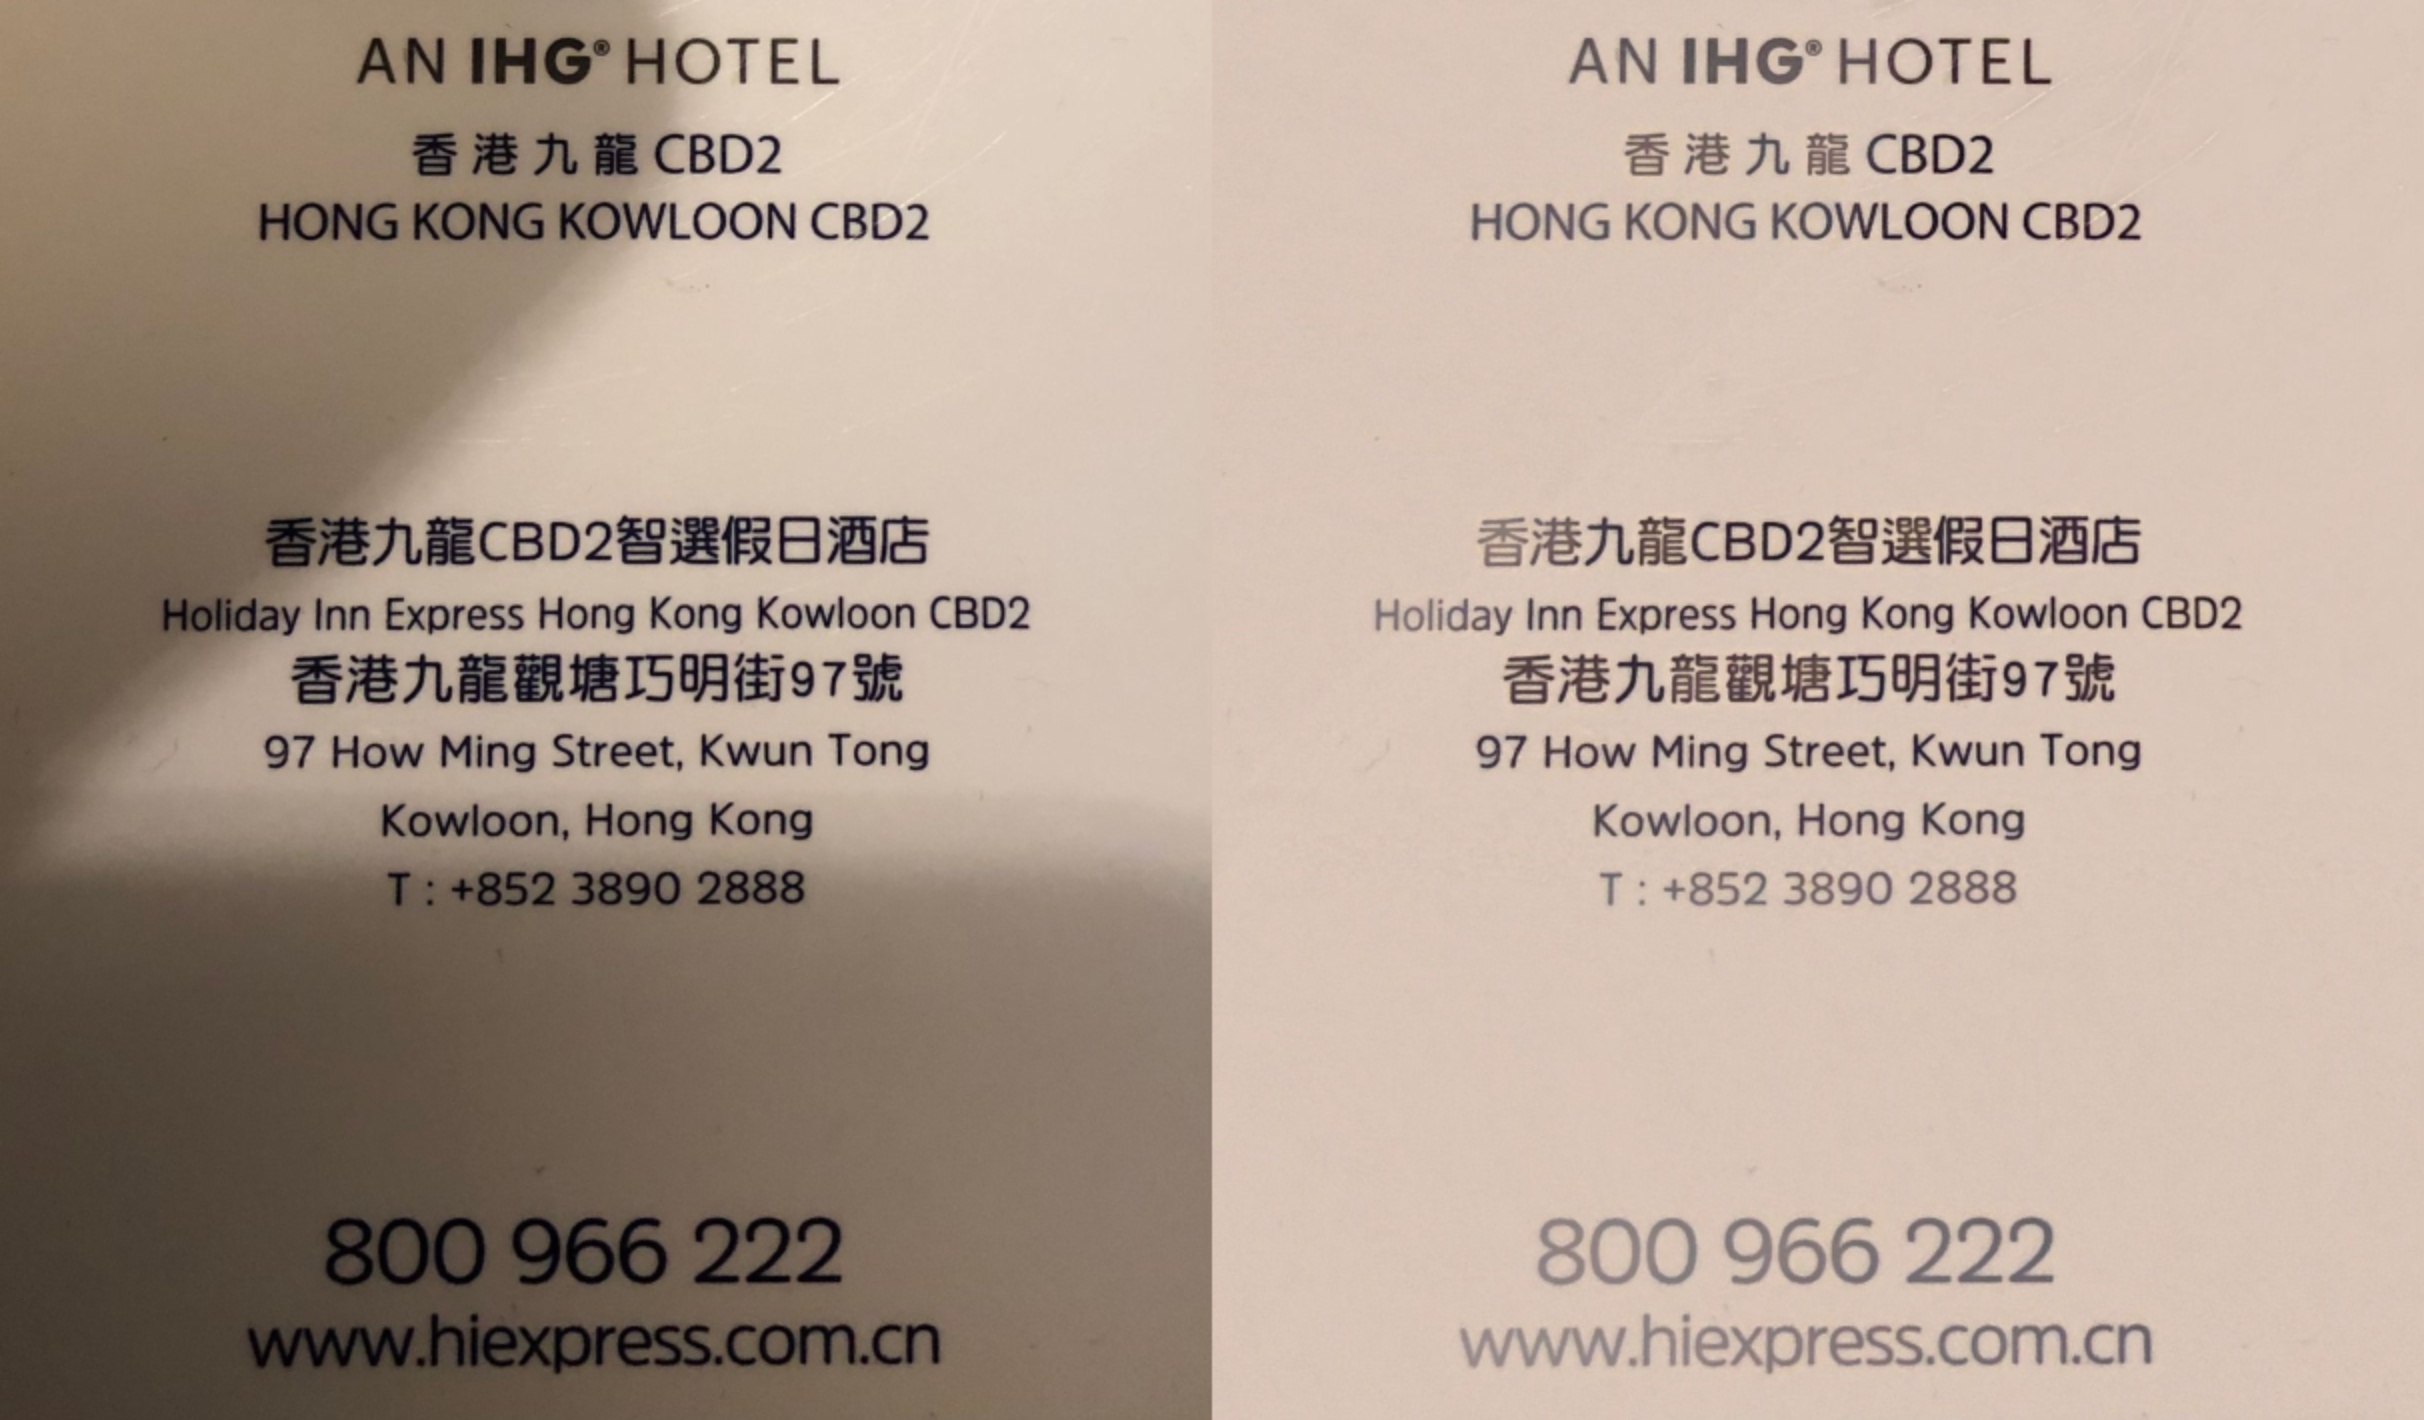 AN IHG® HOTEL
香港九龍 CBD2
HONG KONG KOWLOON CBD2
香港九龍CBD2智選假日酒店
Holiday Inn Express Hong Kong Kowloon CBD2
香港九龍觀塘巧明街97號
97 How Ming Street, Kwun Tong
Kowloon, Hong Kong
T : +852 3890 2888
800 966 222
www.hiexpress.com.cn
AN IHG® HOTEL
香港九龍 CBD2
HONG KONG KOWLOON CBD2
香港九龍CBD2智選假日酒店
Holiday Inn Express Hong Kong Kowloon CBD2
香港九龍觀塘巧明街97號
97 How Ming Street, Kwun Tong
Kowloon, Hong Kong
T : +852 3890 2888
800 966 222
www.hiexpress.com.cn